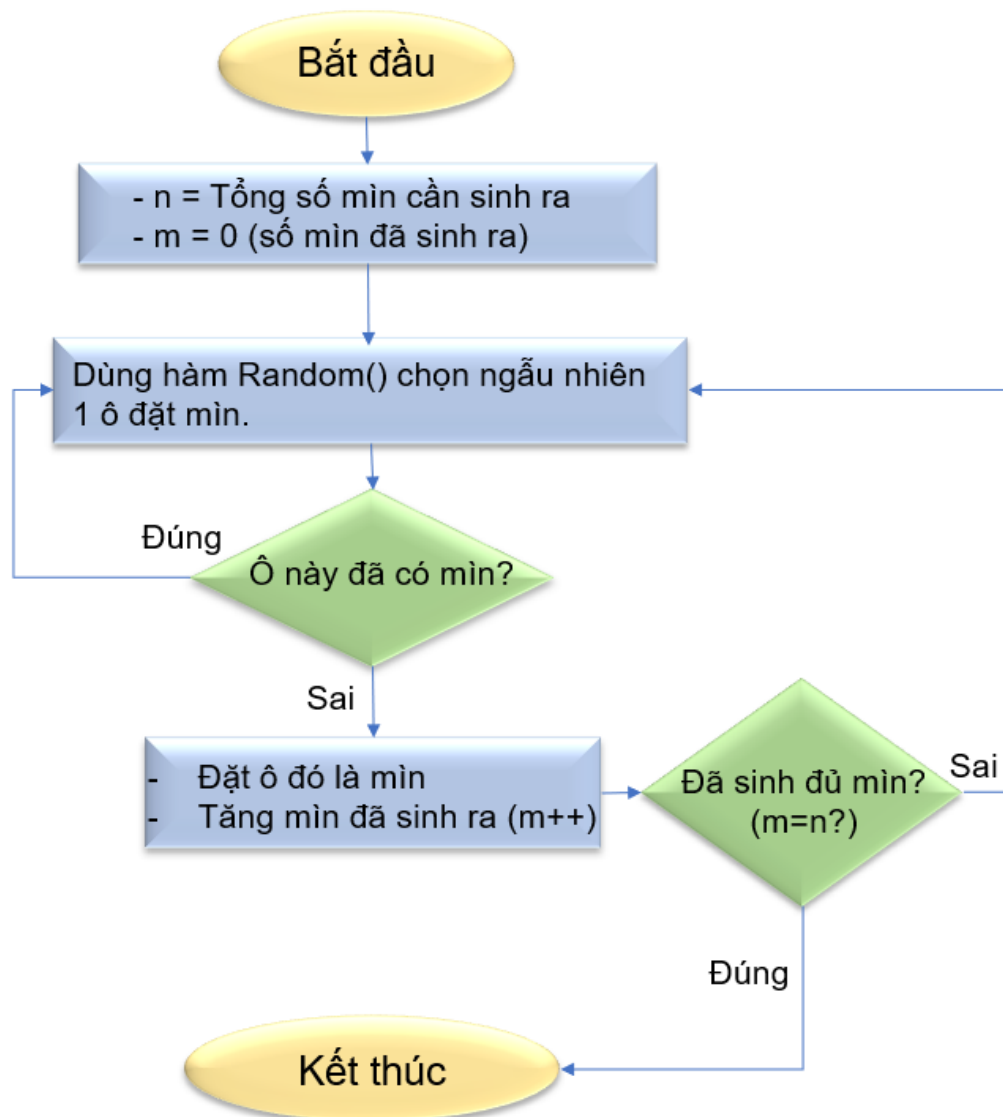 Bắt đầu
- n = Tổng số mìn cần sinh ra
- m = 0 (số mìn đã sinh ra)
Dùng hàm Random() chọn ngẫu nhiên
1 ô đặt mìn.
Đúng
Ô này đã có mìn?
Sai
- Đặt ô đó là mìn
- Tăng mìn đã sinh ra (m++)
Đã sinh đủ mìn?
(m=n?)
Sai
Đúng
Kết thúc